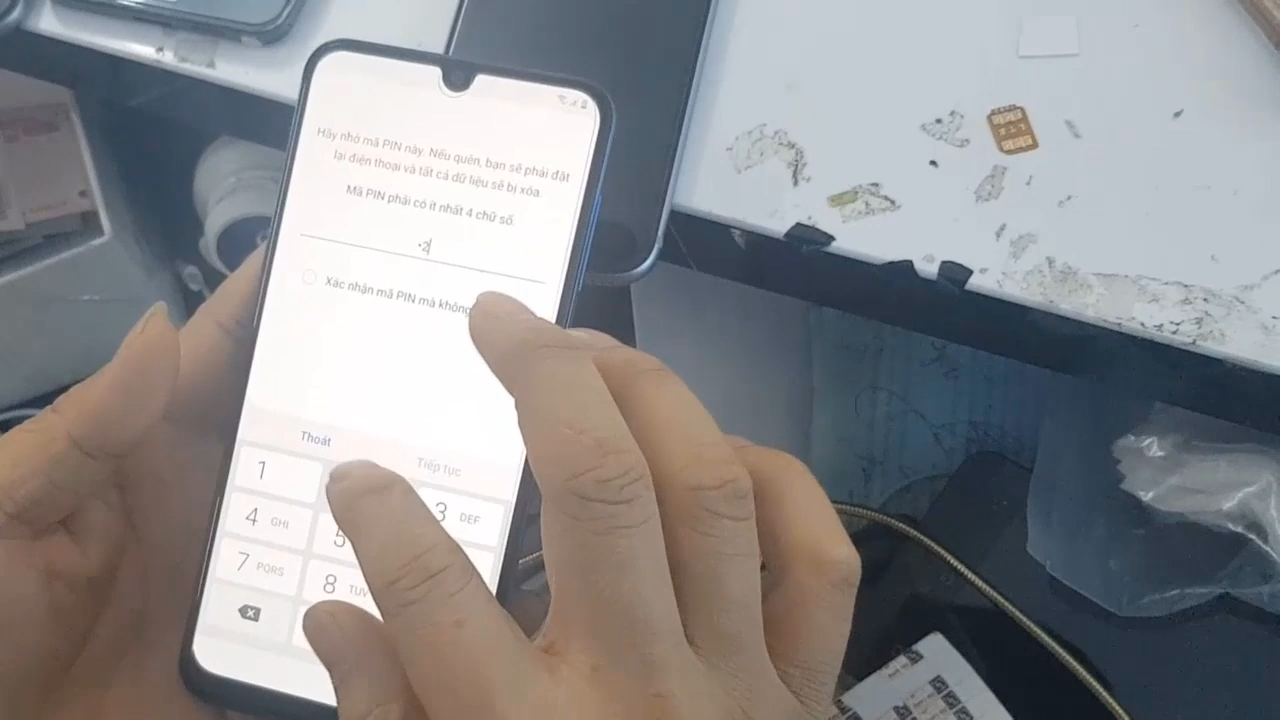 Hãy nhớ mã PIN này. Nếu quên, bạn sẽ phải đặt
lại điện thoại và tất cả dữ liệu sẽ bị xóa.
Mã PIN phải có ít nhất 4 chữ số.
•2
Xác nhận mã PIN mà không
Thoát
Tiếp tục
1
3 DEF
4 GHI
5
7 PQRS
8 TUV